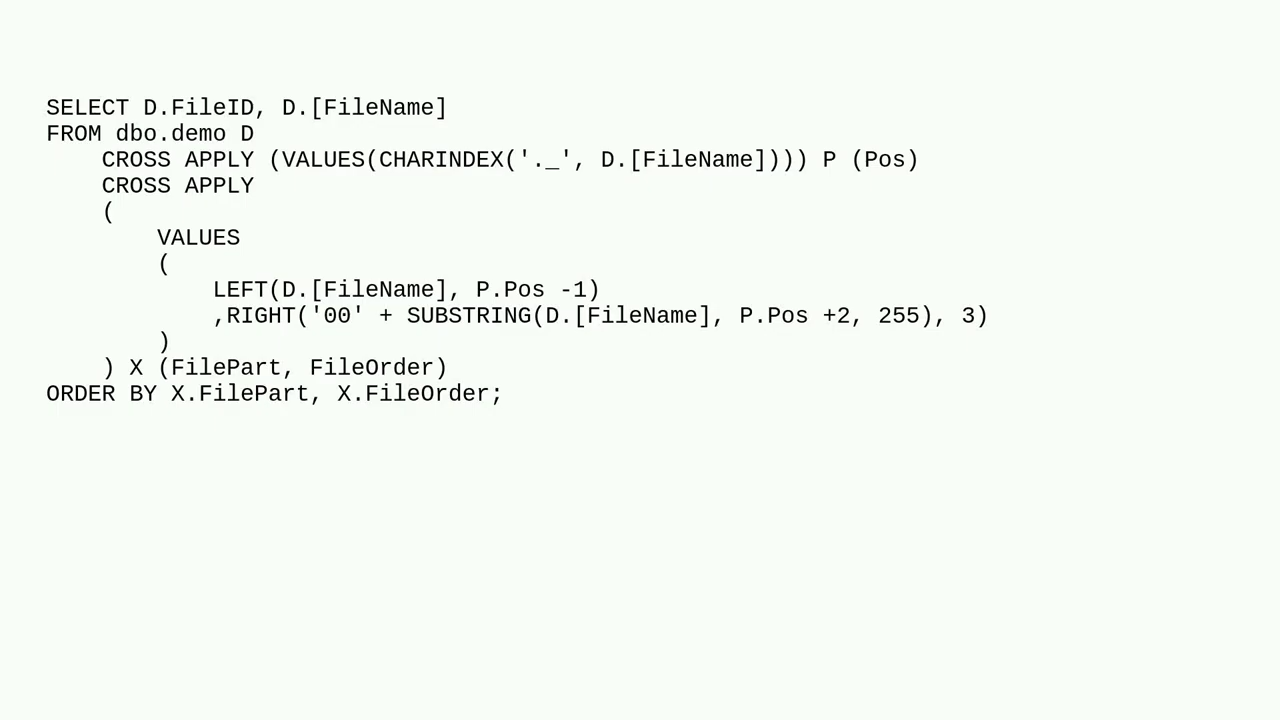 SELECT D.FileID, D.[FileName]
FROM dbo.demo D
    CROSS APPLY (VALUES(CHARINDEX('._', D.[FileName]))) P (Pos)
    CROSS APPLY
    (
        VALUES
        (
            LEFT(D.[FileName], P.Pos -1)
            ,RIGHT('00' + SUBSTRING(D.[FileName], P.Pos +2, 255), 3)
        )
    ) X (FilePart, FileOrder)
ORDER BY X.FilePart, X.FileOrder;